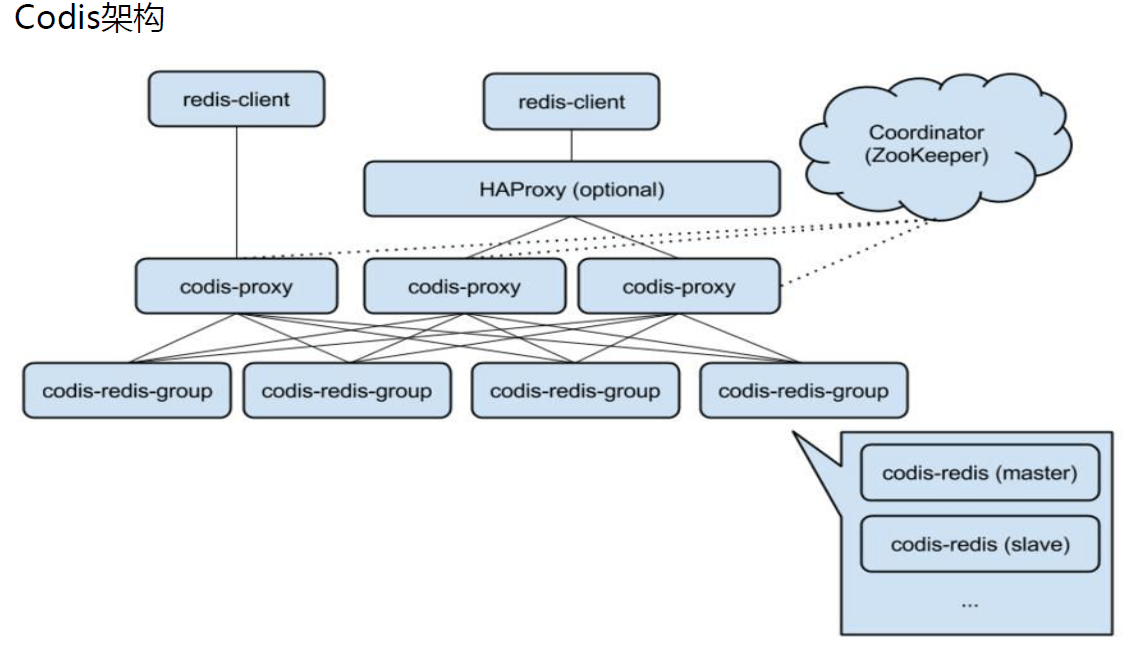 Codis架构
redis-client
redis-client
Coordinator
(ZooKeeper)
HAProxy (optional)
codis-proxy
codis-proxy
codis-proxy
codis-redis-group
codis-redis-group
codis-redis-group
codis-redis-group
codis-redis (master)
codis-redis (slave)
...